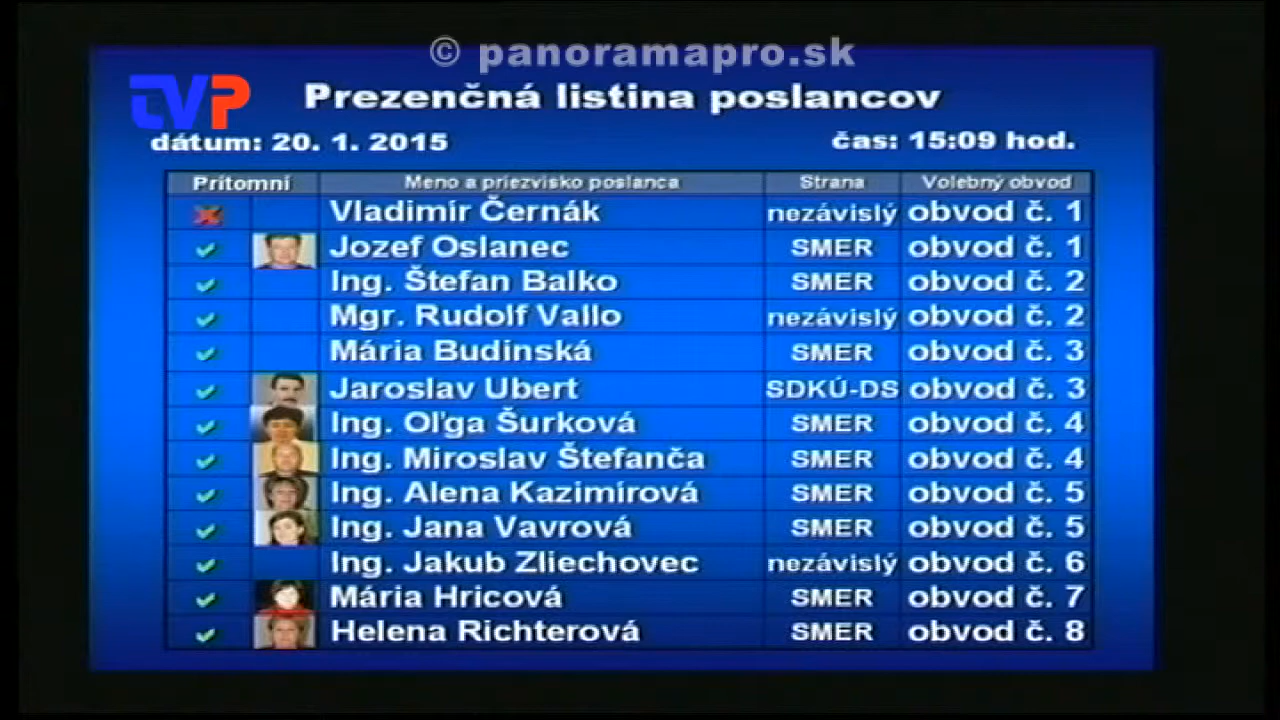 © panoramapro.sk
TVP
Prezenčná listina poslancov
dátum: 20. 1. 2015 čas: 15:09 hod.
Prítomní Meno a priezvisko poslanca Strana Volebný obvod
Vladimír Černák nezávislý obvod č. 1
Jozef Oslanec SMER obvod č. 1
Ing. Štefan Balko SMER obvod č. 2
Mgr. Rudolf Vallo nezávislý obvod č. 2
Mária Budinská SMER obvod č. 3
Jaroslav Ubert SDKÚ-DS obvod č. 3
Ing. Oľga Šurková SMER obvod č. 4
Ing. Miroslav Štefanča SMER obvod č. 4
Ing. Alena Kazimírová SMER obvod č. 5
Ing. Jana Vavrová SMER obvod č. 5
Ing. Jakub Zliechovec nezávislý obvod č. 6
Mária Hricová SMER obvod č. 7
Helena Richterová SMER obvod č. 8